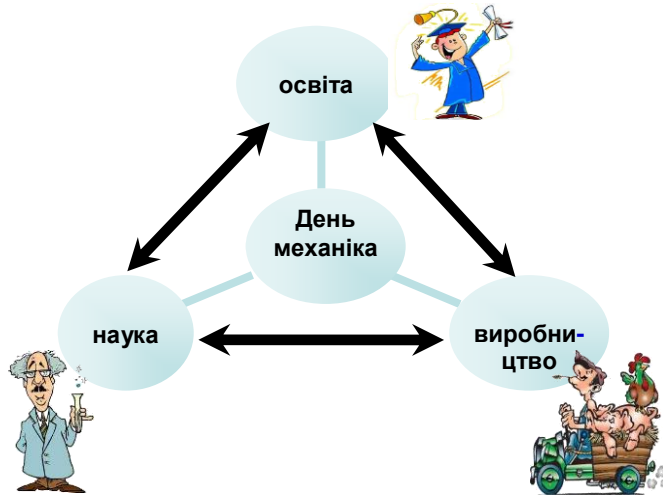 освіта
День
механіка
наука
виробни-
цтво